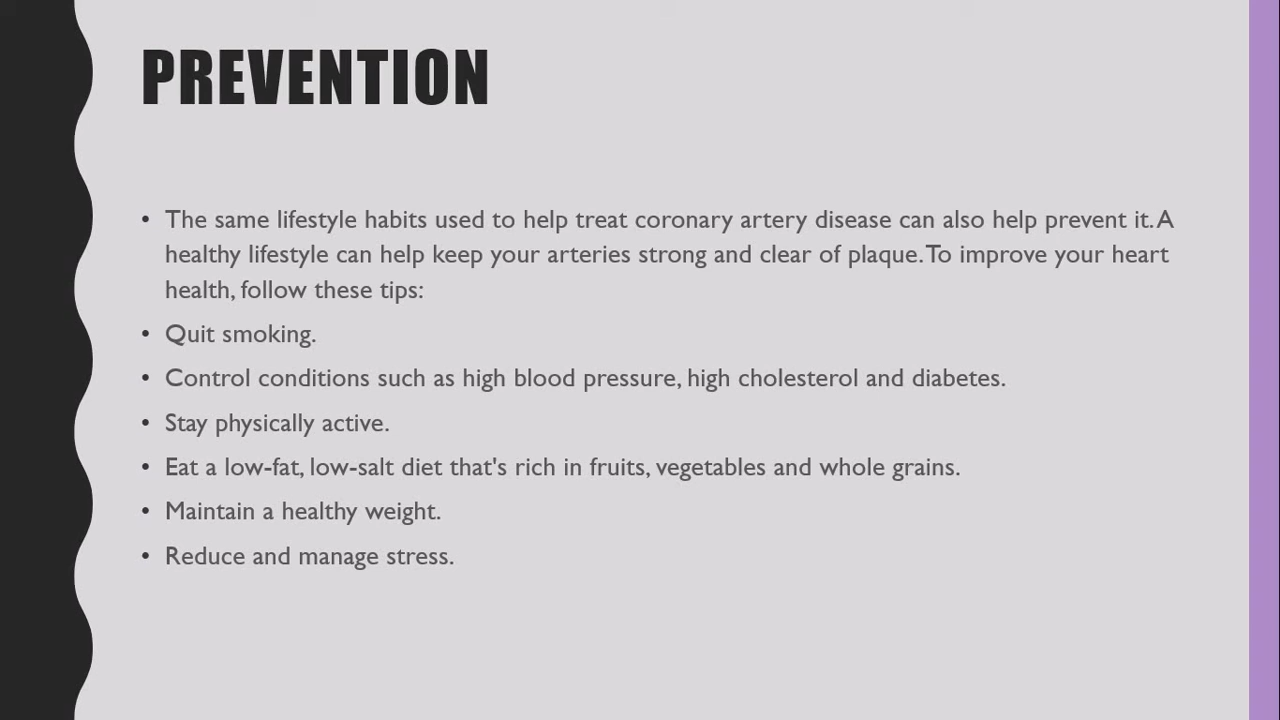 PREVENTION
• The same lifestyle habits used to help treat coronary artery disease can also help prevent it. A
healthy lifestyle can help keep your arteries strong and clear of plaque. To improve your heart
health, follow these tips:
• Quit smoking.
• Control conditions such as high blood pressure, high cholesterol and diabetes.
• Stay physically active.
• Eat a low-fat, low-salt diet that's rich in fruits, vegetables and whole grains.
• Maintain a healthy weight.
• Reduce and manage stress.